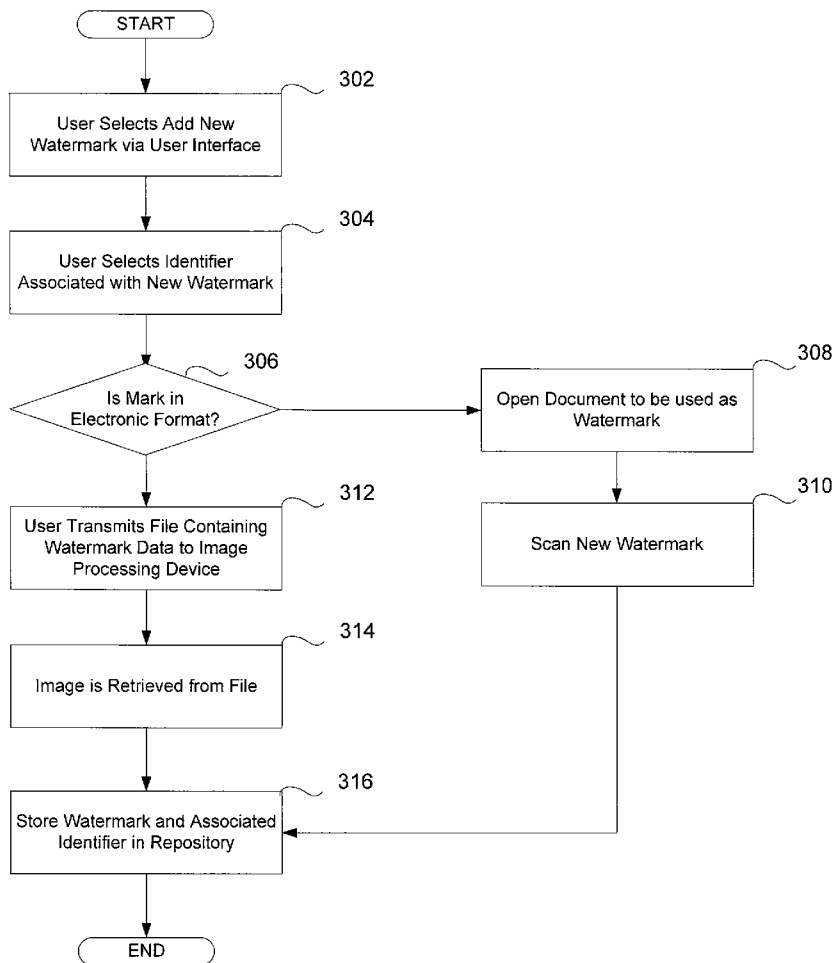 START
302
User Selects Add New
Watermark via User Interface
304
User Selects Identifier
Associated with New Watermark
306
Is Mark in
Electronic Format?
308
Open Document to be used as
Watermark
310
Scan New Watermark
312
User Transmits File Containing
Watermark Data to Image
Processing Device
314
Image is Retrieved from File
316
Store Watermark and Associated
Identifier in Repository
END